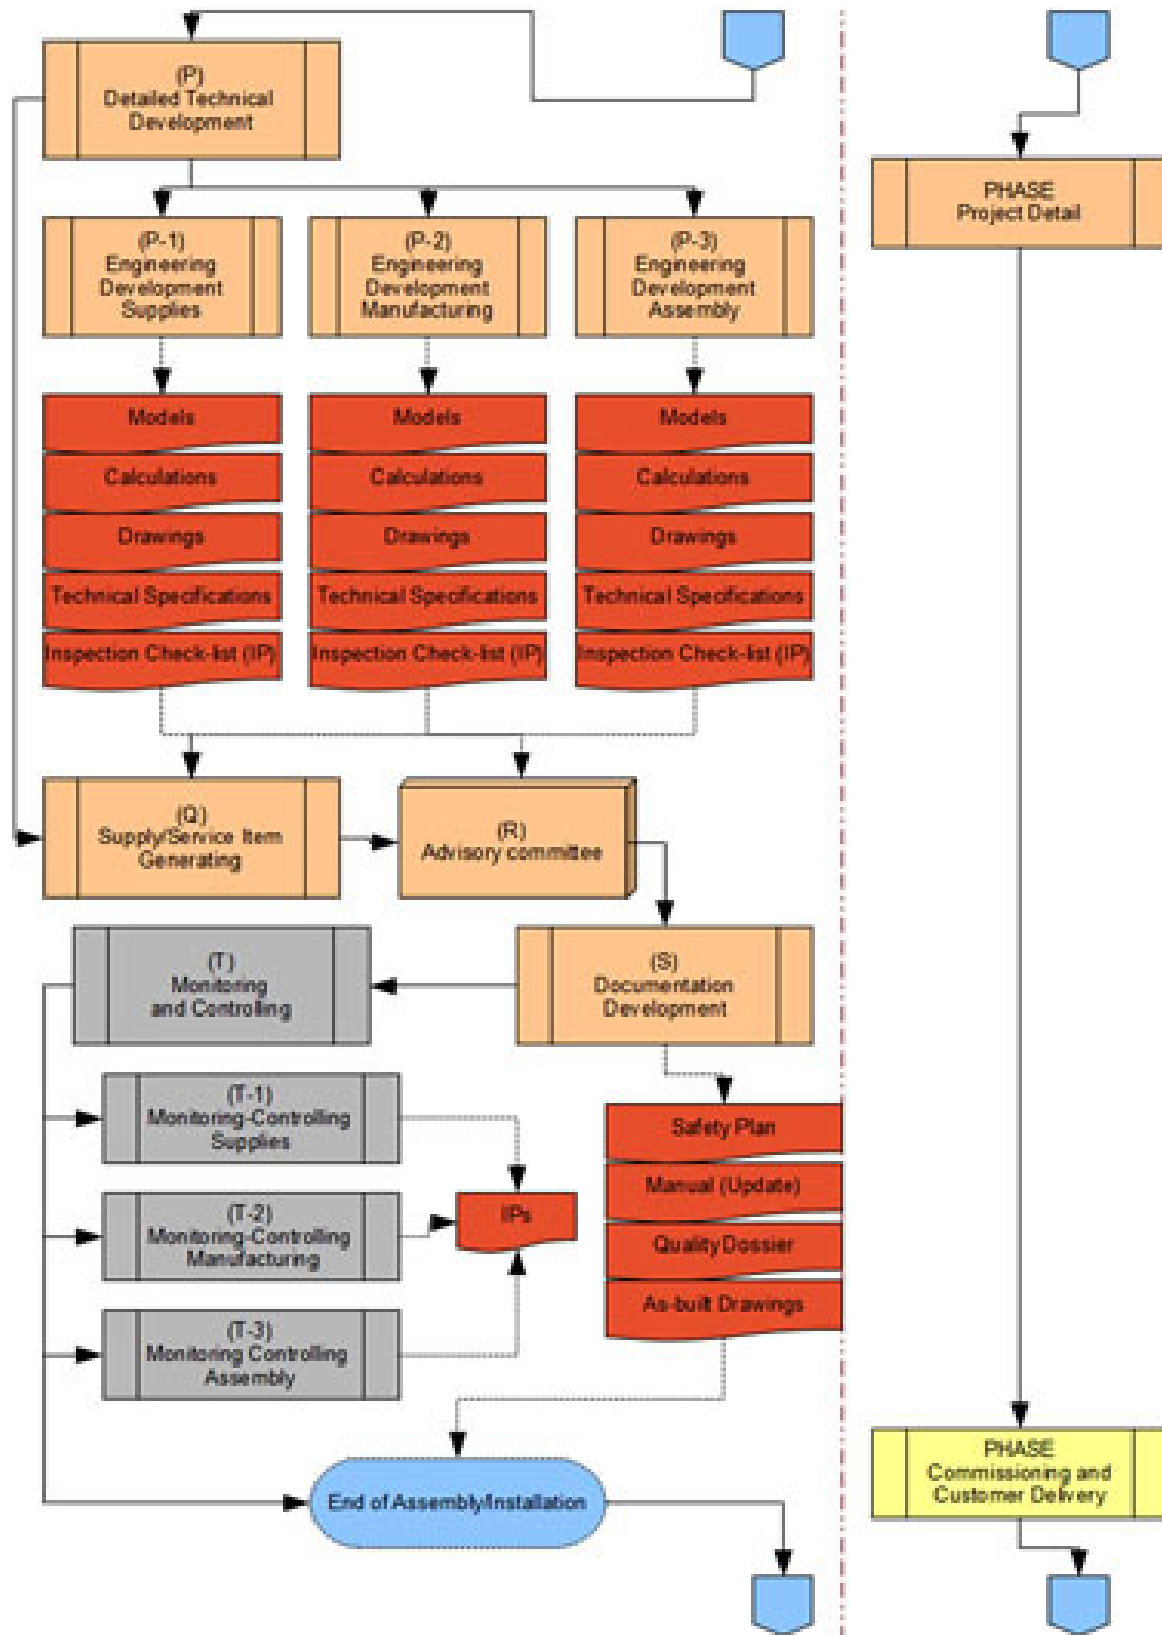 (P)
Detailed Technical
Development
PHASE
Project Detail
(P-1)
Engineering
Development
Supplies
(P-2)
Engineering
Development
Manufacturing
(P-3)
Engineering
Development
Assembly
Models
Models
Models
Calculations
Calculations
Calculations
Drawings
Drawings
Drawings
Technical Specifications
Technical Specifications
Technical Specifications
Inspection Check-list (IP)
Inspection Check-list (IP)
Inspection Check-list (IP)
(Q)
Supply/Service Item
Generating
(R)
Advisory committee
(T)
Monitoring
and Controlling
(S)
Documentation
Development
(T-1)
Monitoring-Controlling
Supplies
Safety Plan
Manual (Update)
Quality Dossier
As-built Drawings
(T-2)
Monitoring-Controlling
Manufacturing
IPs
(T-3)
Monitoring Controlling
Assembly
End of Assembly/Installation
PHASE
Commissioning and
Customer Delivery